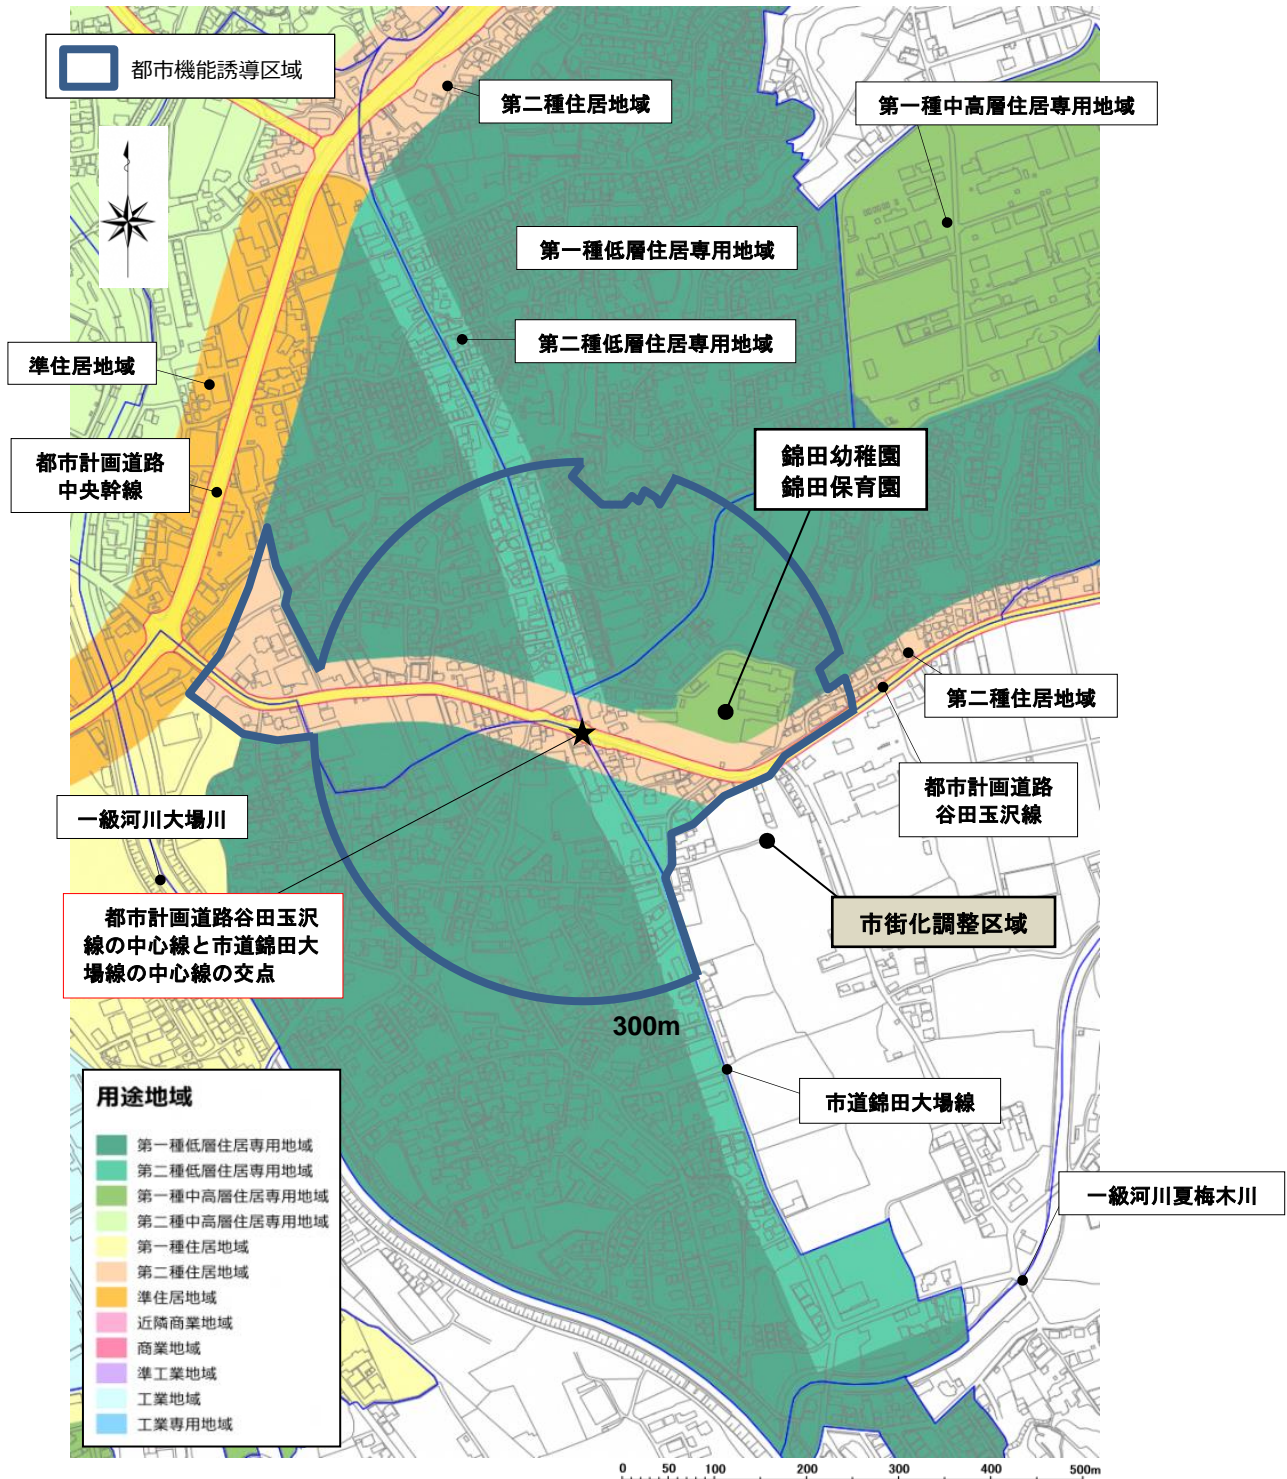 都市機能誘導区域
第二種住居地域
第一種中高層住居専用地域
第一種低層住居専用地域
第二種低層住居専用地域
準住居地域
都市計画道路
中央幹線
錦田幼稚園
錦田保育園
第二種住居地域
都市計画道路
谷田玉沢線
一級河川大場川
市街化調整区域
都市計画道路谷田玉沢
線の中心線と市道錦田大
場線の中心線の交点
300m
市道錦田大場線
一級河川夏梅木川
用途地域
第一種低層住居専用地域
第二種低層住居専用地域
第一種中高層住居専用地域
第二種中高層住居専用地域
第一種住居地域
第二種住居地域
準住居地域
近隣商業地域
商業地域
準工業地域
工業地域
工業専用地域
0 50 100 200 300 400 500m